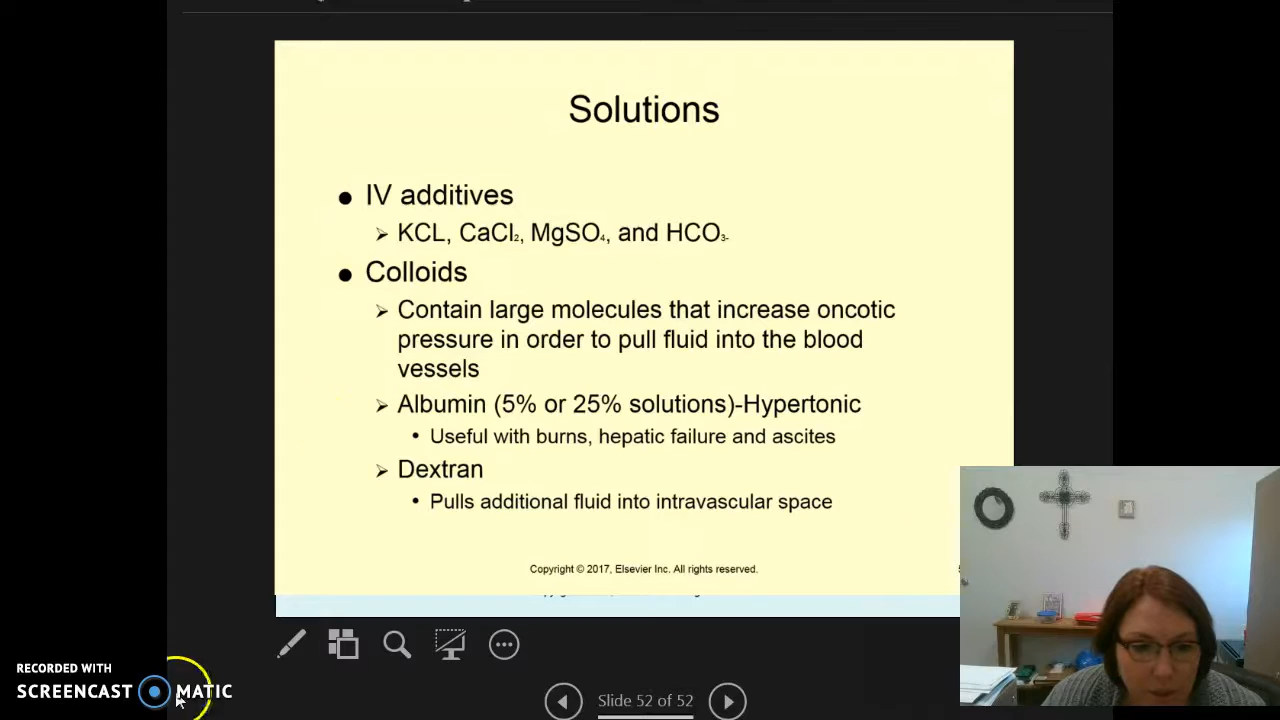 Solutions
● IV additives
➢ KCL, CaCl₂, MgSO₄, and HCO₃₋
● Colloids
➢ Contain large molecules that increase oncotic
pressure in order to pull fluid into the blood
vessels
➢ Albumin (5% or 25% solutions)-Hypertonic
• Useful with burns, hepatic failure and ascites
➢ Dextran
• Pulls additional fluid into intravascular space
Copyright © 2017, Elsevier Inc. All rights reserved.
Slide 52 of 52
RECORDED WITH
SCREENCAST MATIC